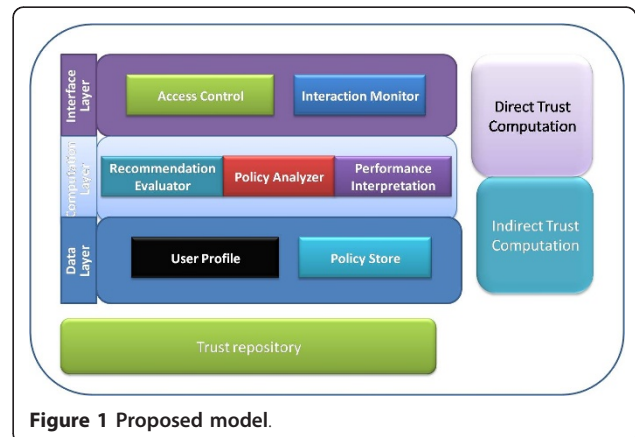 Interface
Layer
Access Control
Interaction Monitor
Computation
Layer
Recommendation
Evaluator
Policy Analyzer
Performance
Interpretation
Data
Layer
User Profile
Policy Store
Trust repository
Direct Trust
Computation
Indirect Trust
Computation
Figure 1 Proposed model.